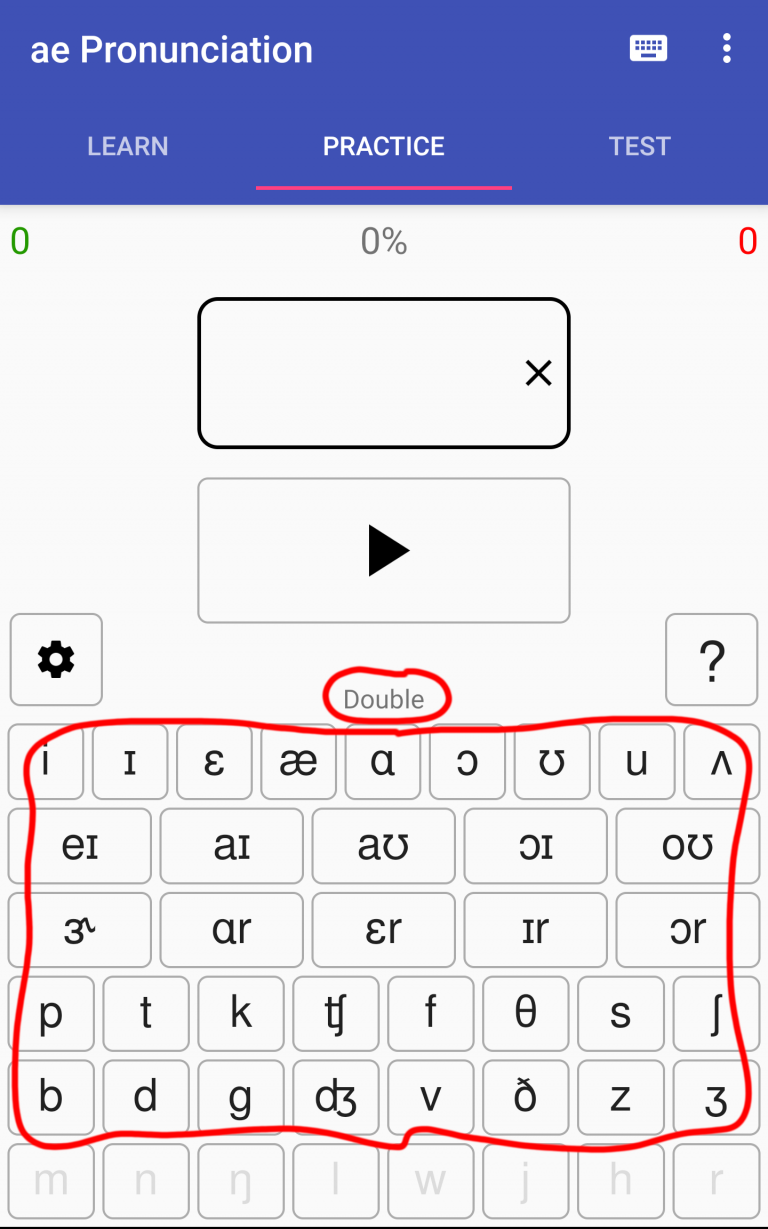 ae Pronunciation
LEARN PRACTICE TEST
0 0% 0
?
Double
i ɪ ɛ æ ɑ ɔ ʊ u ʌ
eɪ aɪ aʊ ɔɪ oʊ
ɝ ɑr ɛr ɪr ɔr
p t k ʧ f θ s ʃ
b d g ʤ v ð z ʒ
m n ŋ l w j h r